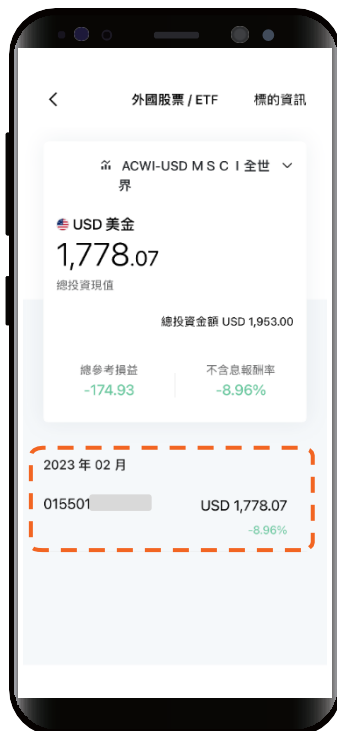 外國股票 / ETF 標的資訊
ACWI-USD M S C I 全世
界
USD 美金
1,778.07
總投資現值
總投資金額 USD 1,953.00
總參考損益 不含息報酬率
-174.93 -8.96%
2023 年 02 月
015501 USD 1,778.07
-8.96%